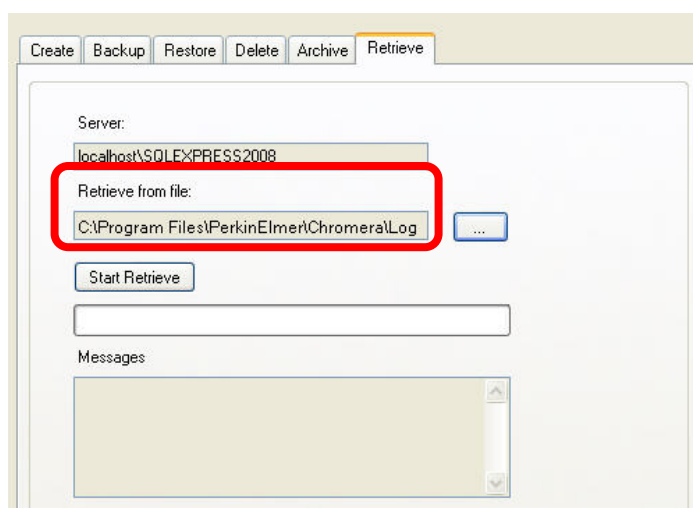 Create Backup Restore Delete Archive Retrieve
Server:
localhost\SQLEXPRESS2008
Retrieve from file:
C:\Program Files\PerkinElmer\Chromera\Log ...
Start Retrieve
Messages